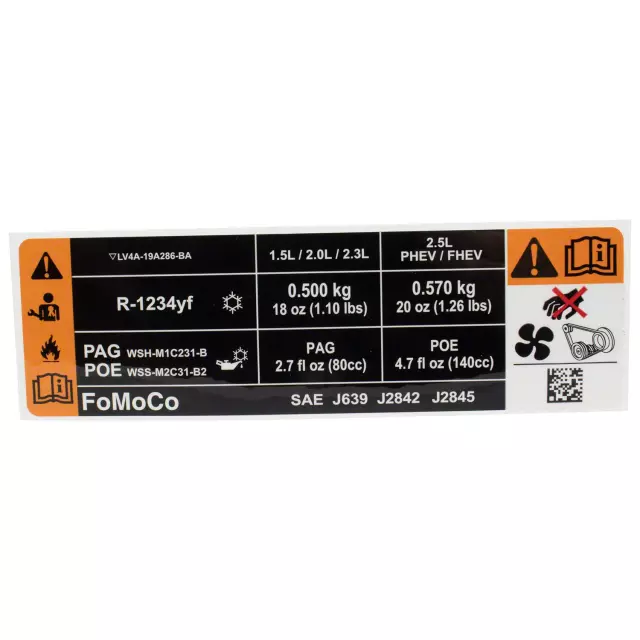 ▽LV4A-19A286-BA
1.5L / 2.0L / 2.3L
2.5L
PHEV / FHEV
R-1234yf
0.500 kg
18 oz (1.10 lbs)
0.570 kg
20 oz (1.26 lbs)
PAG WSH-M1C231-B
POE WSS-M2C31-B2
PAG
2.7 fl oz (80cc)
POE
4.7 fl oz (140cc)
FoMoCo
SAE J639 J2842 J2845